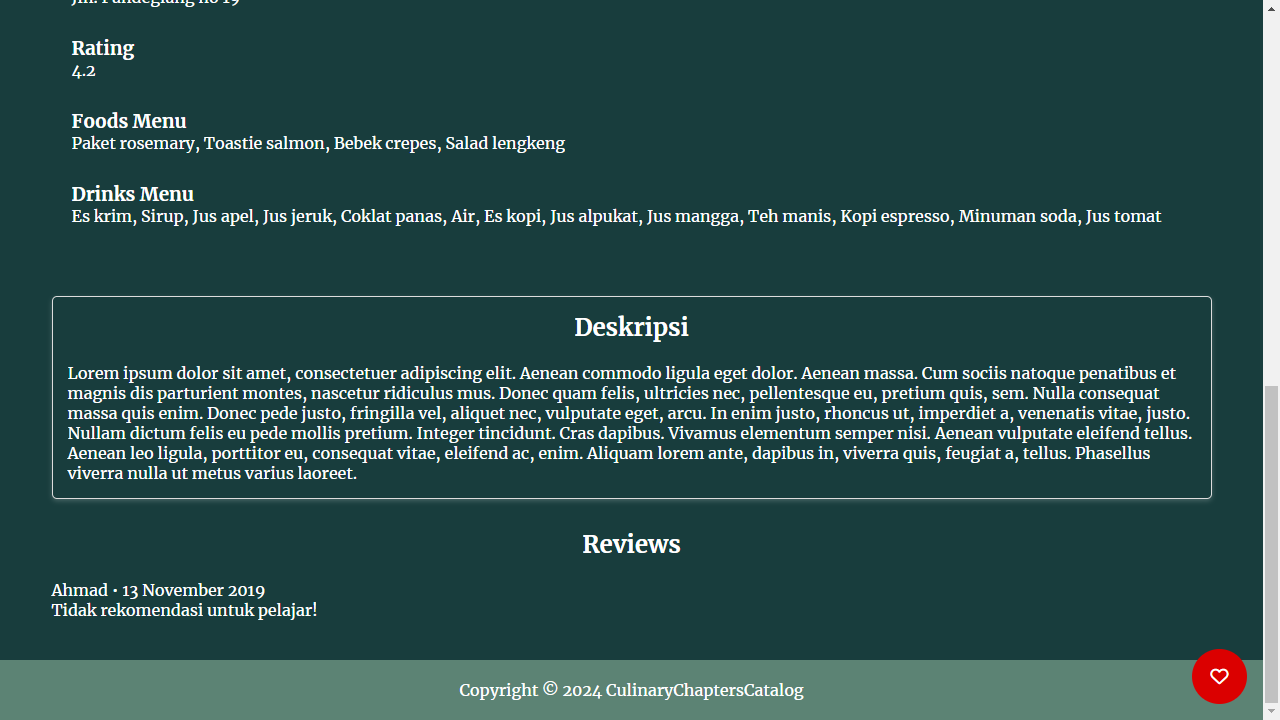 Jln. Pandeglang no 19
Rating
4.2
Foods Menu
Paket rosemary, Toastie salmon, Bebek crepes, Salad lengkeng
Drinks Menu
Es krim, Sirup, Jus apel, Jus jeruk, Coklat panas, Air, Es kopi, Jus alpukat, Jus mangga, Teh manis, Kopi espresso, Minuman soda, Jus tomat
Deskripsi
Lorem ipsum dolor sit amet, consectetuer adipiscing elit. Aenean commodo ligula eget dolor. Aenean massa. Cum sociis natoque penatibus et
magnis dis parturient montes, nascetur ridiculus mus. Donec quam felis, ultricies nec, pellentesque eu, pretium quis, sem. Nulla consequat
massa quis enim. Donec pede justo, fringilla vel, aliquet nec, vulputate eget, arcu. In enim justo, rhoncus ut, imperdiet a, venenatis vitae, justo.
Nullam dictum felis eu pede mollis pretium. Integer tincidunt. Cras dapibus. Vivamus elementum semper nisi. Aenean vulputate eleifend tellus.
Aenean leo ligula, porttitor eu, consequat vitae, eleifend ac, enim. Aliquam lorem ante, dapibus in, viverra quis, feugiat a, tellus. Phasellus
viverra nulla ut metus varius laoreet.
Reviews
Ahmad • 13 November 2019
Tidak rekomendasi untuk pelajar!
Copyright © 2024 CulinaryChaptersCatalog